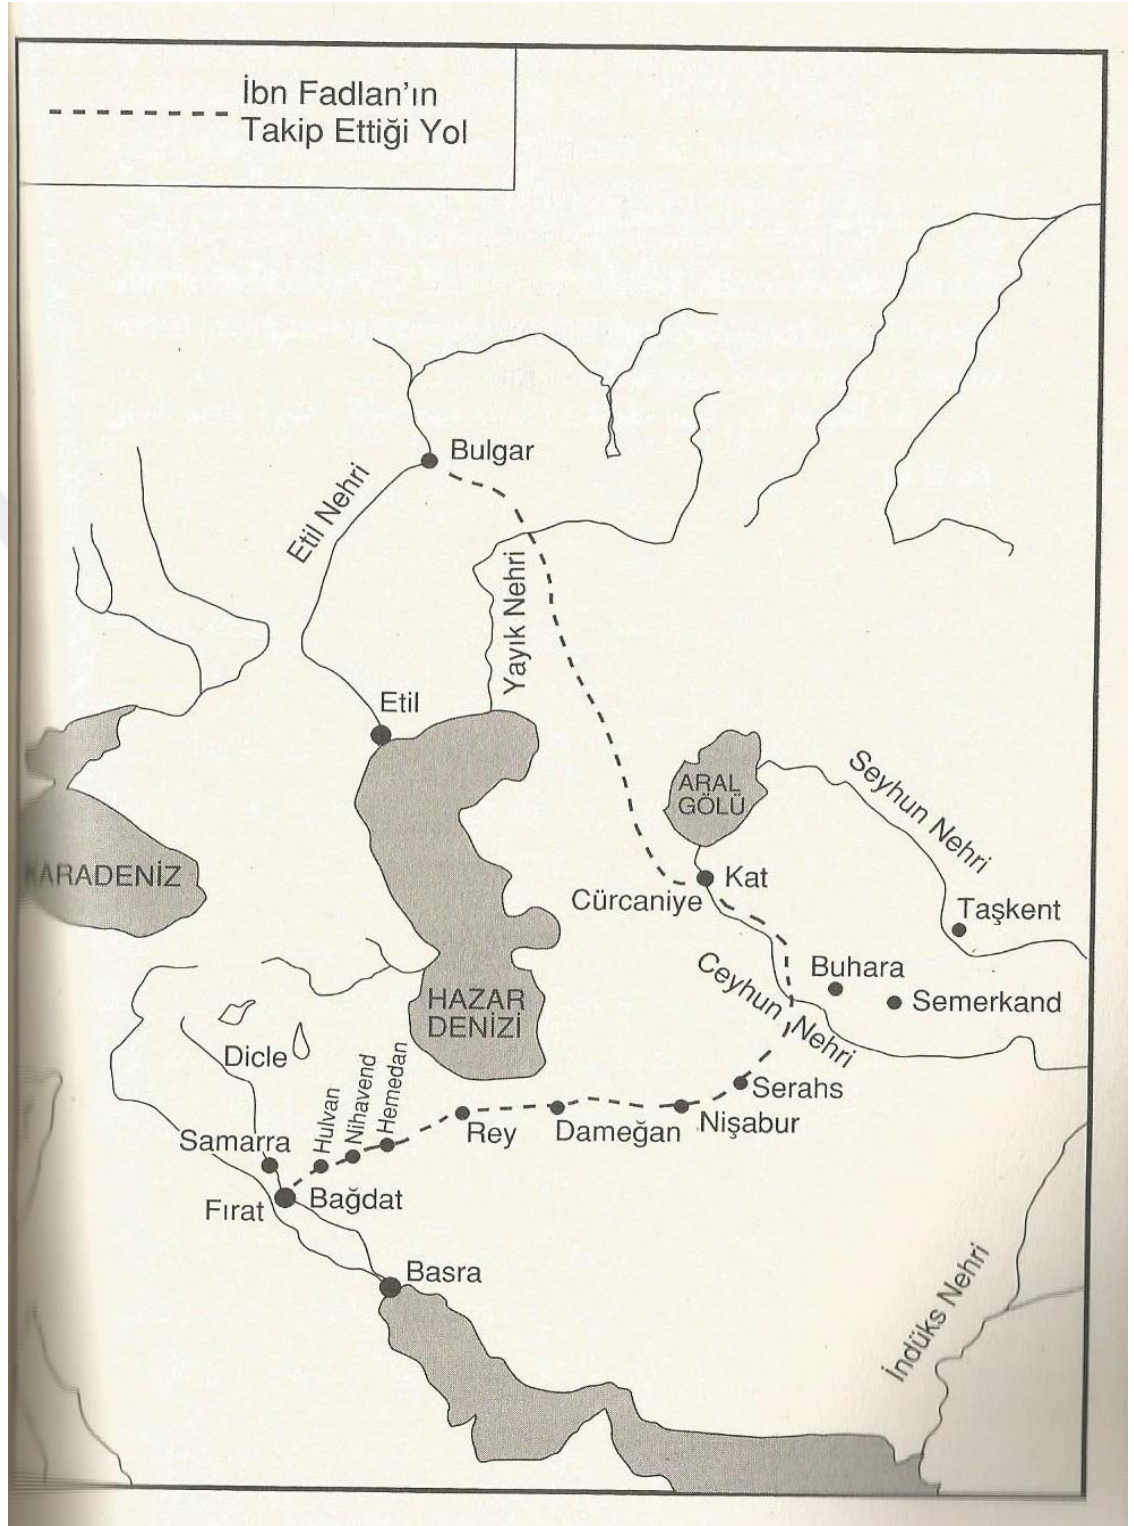 İbn Fadlan'ın
Takip Ettiği Yol
Bulgar
Etil Nehri
Yayık Nehri
Etil
ARAL
GÖLÜ
Seyhun Nehri
KARADENİZ
Kat
Cürcaniye
Taşkent
Buhara
Ceyhun Nehri
Semerkand
HAZAR
DENİZİ
Dicle
Hulvan
Nihavend
Hemedan
Serahs
Rey
Dameğan
Nişabur
Samarra
Fırat
Bağdat
Basra
İndüks Nehri